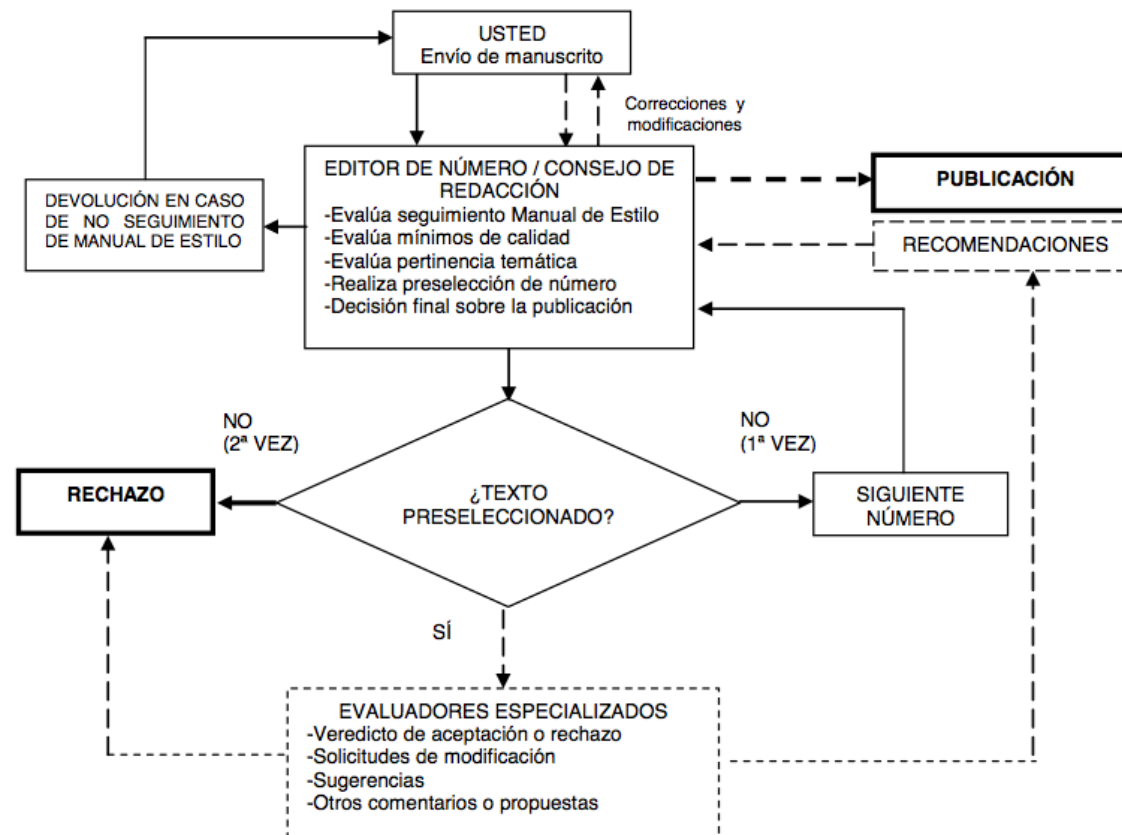 USTED
Envío de manuscrito
Correcciones y
modificaciones
EDITOR DE NÚMERO / CONSEJO DE
REDACCIÓN
-Evalúa seguimiento Manual de Estilo
-Evalúa mínimos de calidad
-Evalúa pertinencia temática
-Realiza preselección de número
-Decisión final sobre la publicación
PUBLICACIÓN
RECOMENDACIONES
DEVOLUCIÓN EN CASO
DE NO SEGUIMIENTO
DE MANUAL DE ESTILO
NO
(2ª VEZ)
NO
(1ª VEZ)
RECHAZO
¿TEXTO
PRESELECCIONADO?
SIGUIENTE
NÚMERO
SÍ
EVALUADORES ESPECIALIZADOS
-Veredicto de aceptación o rechazo
-Solicitudes de modificación
-Sugerencias
-Otros comentarios o propuestas